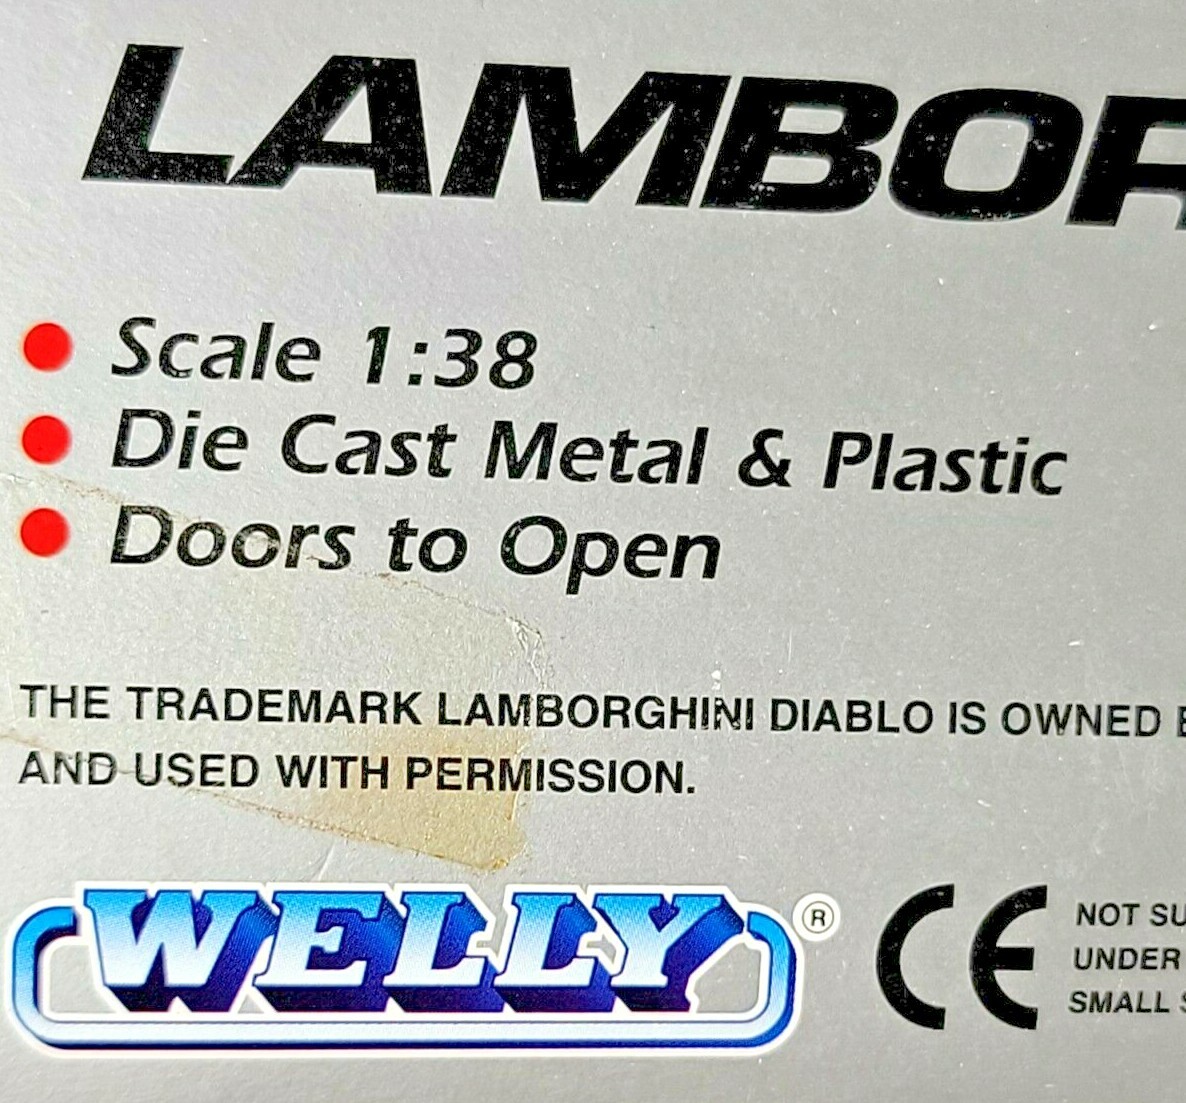 LAMBOR
Scale 1:38
Die Cast Metal & Plastic
Doors to Open
THE TRADEMARK LAMBORGHINI DIABLO IS OWNED
AND USED WITH PERMISSION.
WELLY ®
CE
NOT SU
UNDER
SMALL S